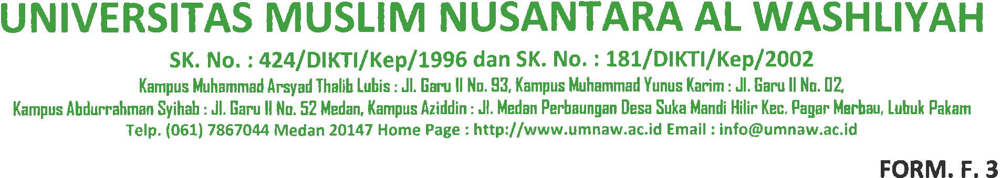 UNIVERSITAS MUSLIM NUSANTARA AL WASHLIYAH
SK. No. : 424/DIKTI/Kep/1996 dan SK. No. : 181/DIKTI/Kep/2002
Kampus Muhammad Arsyad Thalib Lubis : Jl. Garu II No. 93, Kampus Muhammad Yunus Karim : Jl. Garu II No. 02,
Kampus Abdurrahman Syihab : Jl. Garu II No. 52 Medan, Kampus Aziddin : Jl. Medan Perbaungan Desa Suka Mandi Hilir Kec. Pagar Merbau, Lubuk Pakam
Telp. (061) 7867044 Medan 20147 Home Page : http://www.umnaw.ac.id Email : info@umnaw.ac.id
FORM. F. 3